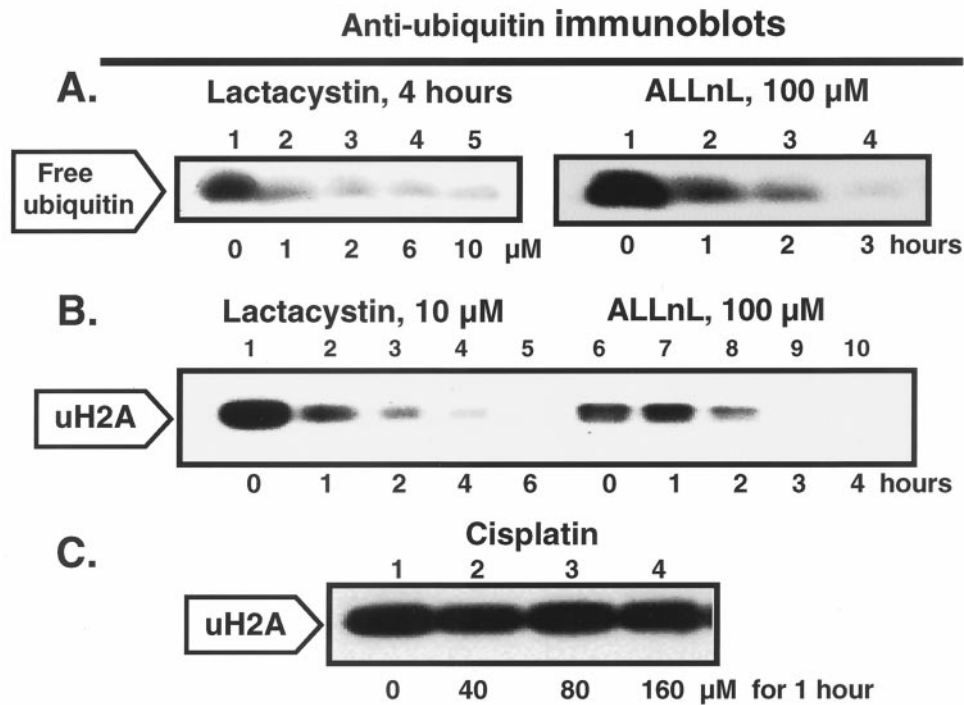 Anti-ubiquitin immunoblots
A.
Lactacystin, 4 hours
ALLnL, 100 µM
1 2 3 4 5
1 2 3 4
Free
ubiquitin
0 1 2 6 10 µM
0 1 2 3 hours
B.
Lactacystin, 10 µM
ALLnL, 100 µM
1 2 3 4 5 6 7 8 9 10
uH2A
0 1 2 4 6 0 1 2 3 4 hours
C.
Cisplatin
1 2 3 4
uH2A
0 40 80 160 µM for 1 hour